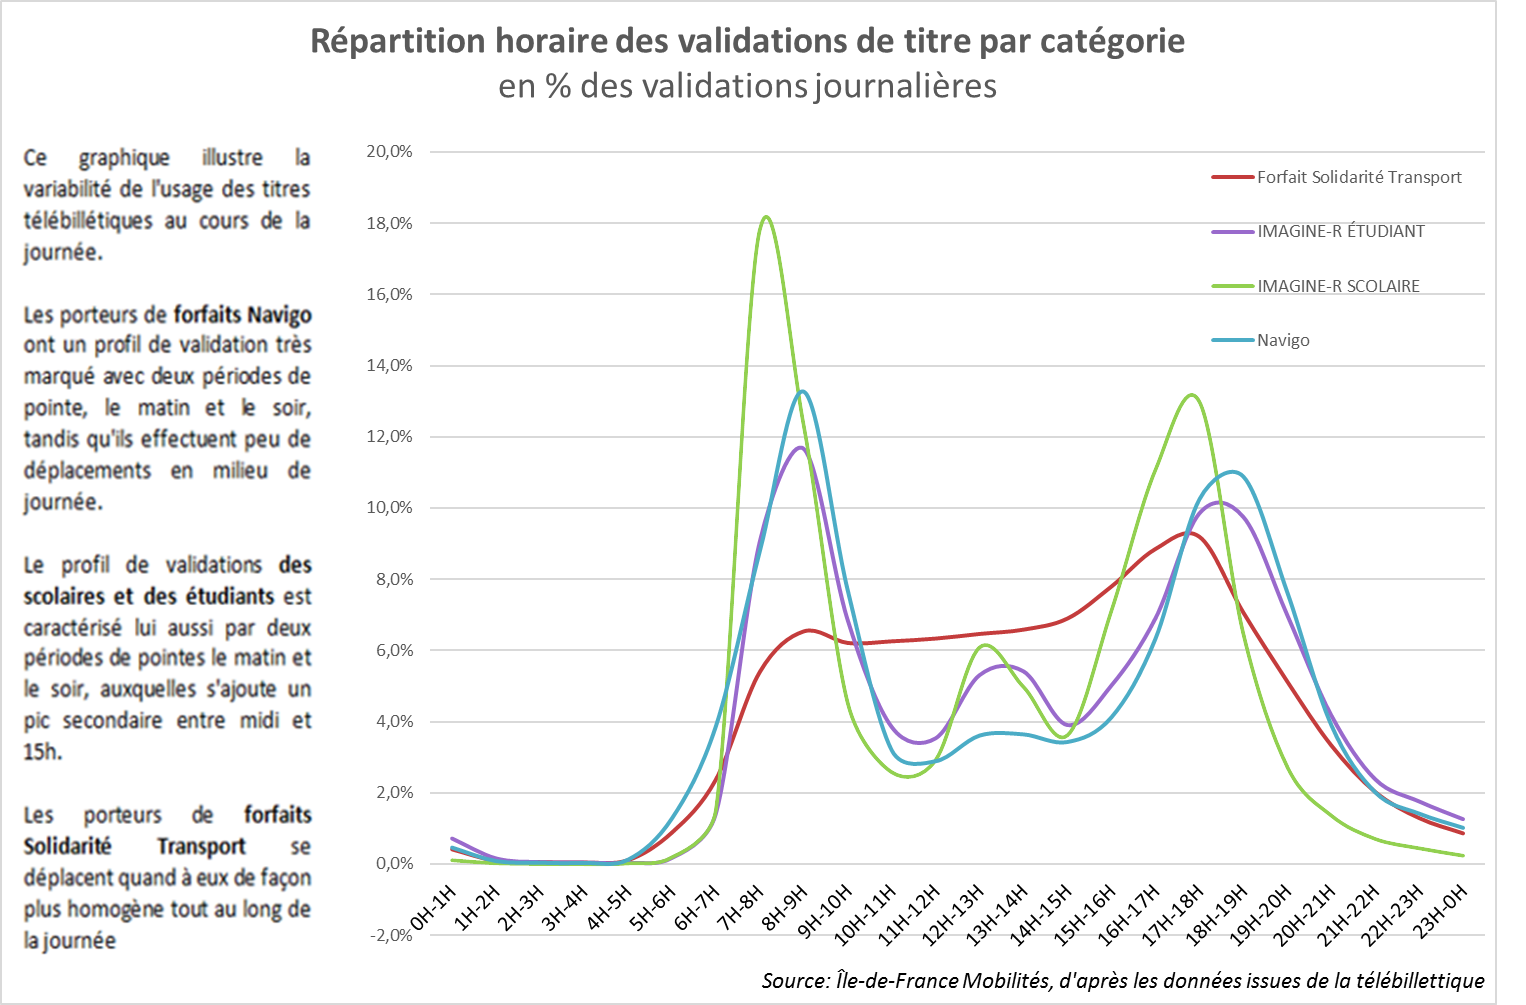 Répartition horaire des validations de titre par catégorie
en % des validations journalières
Ce graphique illustre la
variabilité de l'usage des titres
télébillétiques au cours de la
journée.
Les porteurs de forfaits Navigo
ont un profil de validation très
marqué avec deux périodes de
pointe, le matin et le soir,
tandis qu'ils effectuent peu de
déplacements en milieu de
journée.
Le profil de validations des
scolaires et des étudiants est
caractérisé lui aussi par deux
périodes de pointes le matin et
le soir, auxquelles s'ajoute un
pic secondaire entre midi et
15h.
Les porteurs de forfaits
Solidarité Transport se
déplacent quand à eux de façon
plus homogène tout au long de
la journée
20,0%
18,0%
16,0%
14,0%
12,0%
10,0%
8,0%
6,0%
4,0%
2,0%
0,0%
-2,0%
Forfait Solidarité Transport
IMAGINE-R ÉTUDIANT
IMAGINE-R SCOLAIRE
Navigo
0H-1H
1H-2H
2H-3H
3H-4H
4H-5H
5H-6H
6H-7H
7H-8H
8H-9H
9H-10H
10H-11H
11H-12H
12H-13H
13H-14H
14H-15H
15H-16H
16H-17H
17H-18H
18H-19H
19H-20H
20H-21H
21H-22H
22H-23H
23H-0H
Source: Île-de-France Mobilités, d'après les données issues de la télébillettique